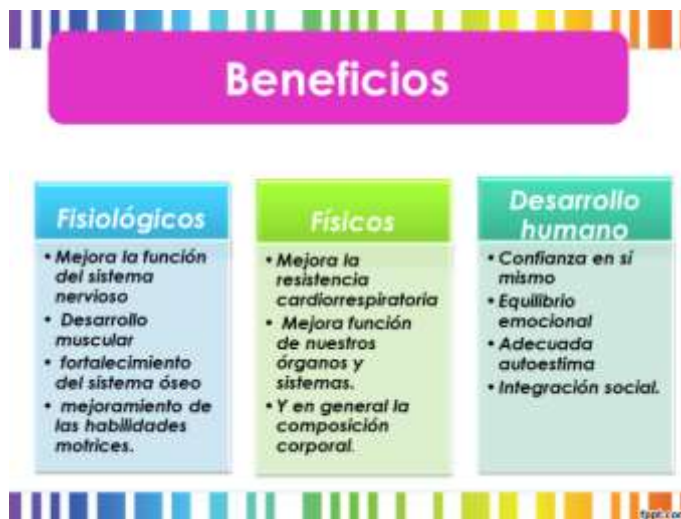 Beneficios
Fisiológicos
• Mejora la función
del sistema
nervioso
• Desarrollo
muscular
• fortalecimiento
del sistema óseo
• mejoramiento de
las habilidades
motrices.
Físicos
• Mejora la
resistencia
cardiorrespiratoria
• Mejora función
de nuestros
órganos y
sistemas.
• Y en general la
composición
corporal.
Desarrollo
humano
• Confianza en sí
mismo
• Equilibrio
emocional
• Adecuada
autoestima
• Integración social.
fppt.com